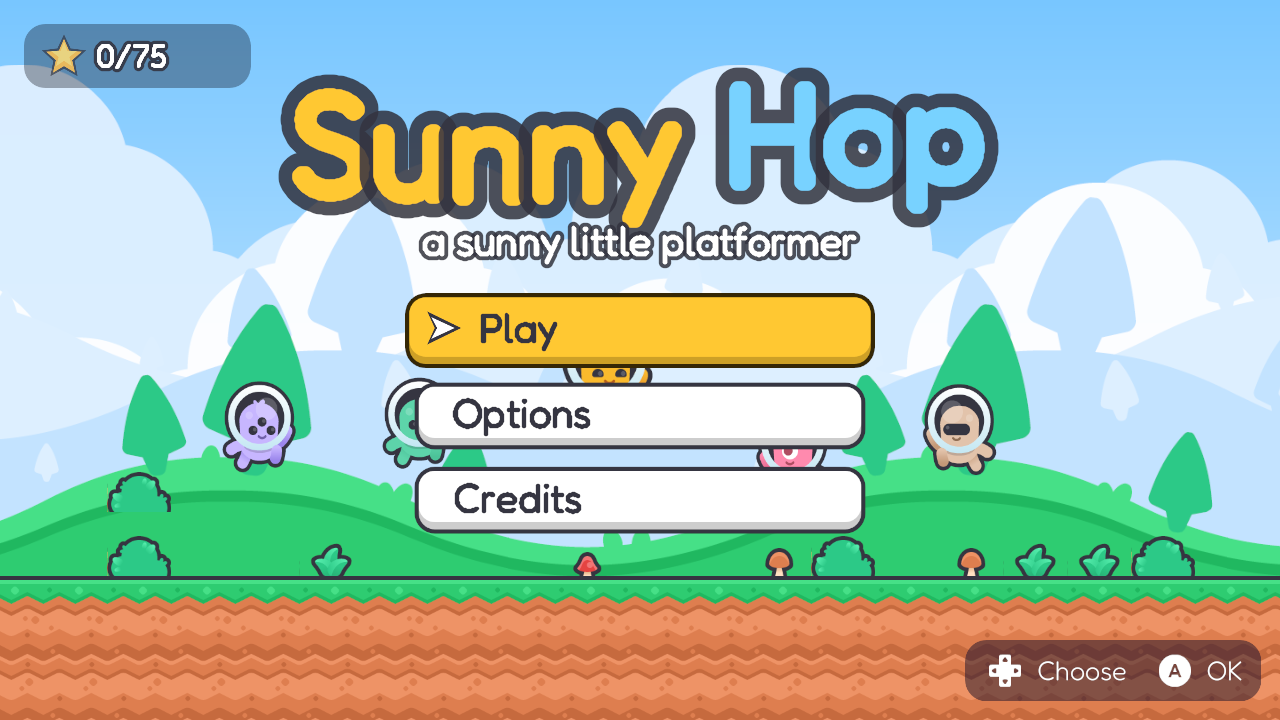 0/75
Sunny Hop
a sunny little platformer
Play
Options
Credits
Choose A OK